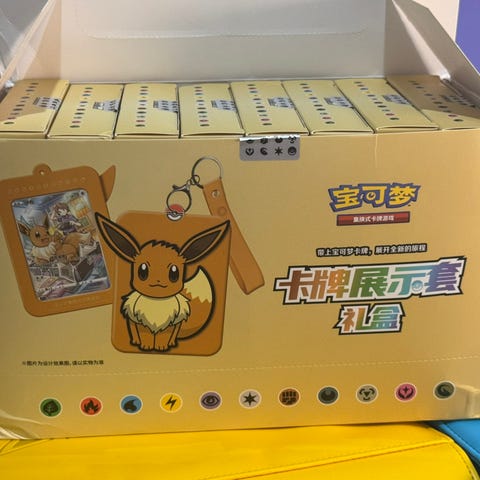 宝可梦
集换式卡牌游戏
带上宝可梦卡牌,展开全新的旅程
卡牌展示套
礼盒
※图片为设计效果图,请以实物为准